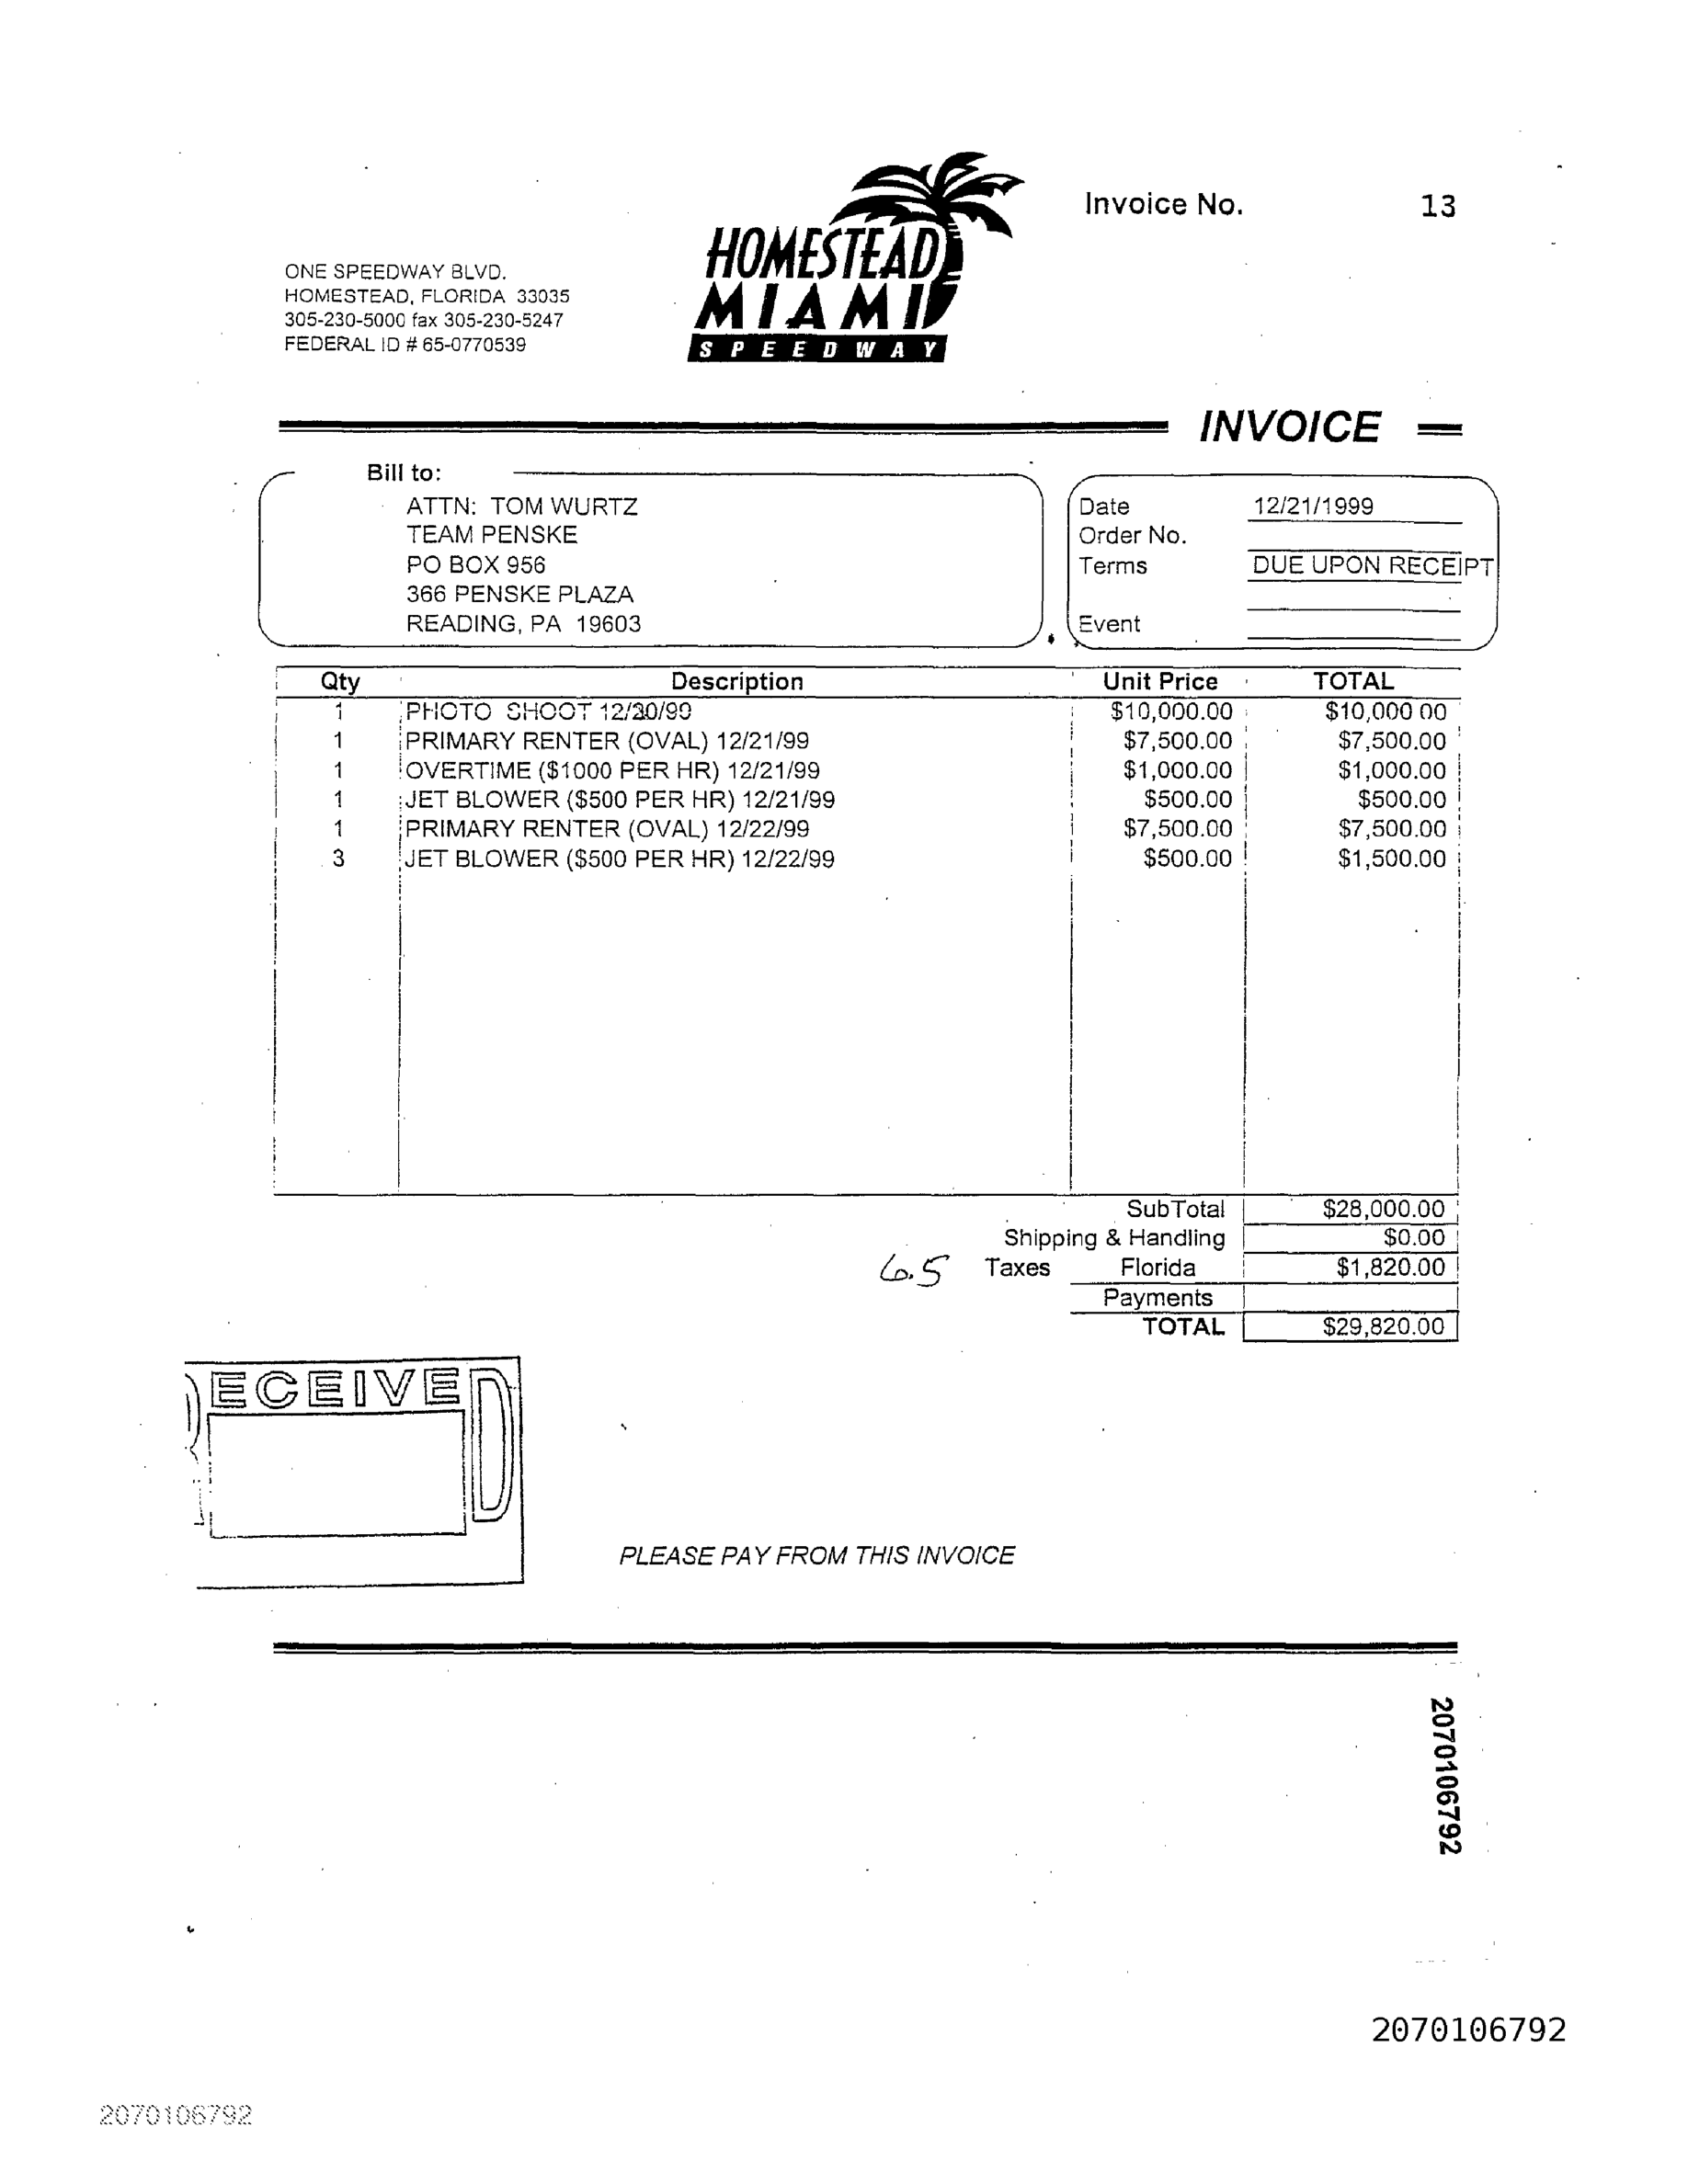 Invoice No. 13
HOMESTEAD
MIAMI
SPEEDWAY
ONE SPEEDWAY BLVD.
HOMESTEAD, FLORIDA 33035
305-230-5000 fax 305-230-5247
FEDERAL ID # 65-0770539
INVOICE
Bill to:
ATTN: TOM WURTZ
TEAM PENSKE
PO BOX 956
366 PENSKE PLAZA
READING, PA 19603
Date 12/21/1999
Order No.
Terms DUE UPON RECEIPT
Event
Qty Description Unit Price TOTAL
1 PHOTO SHOOT 12/20/99 $10,000.00 $10,000.00
1 PRIMARY RENTER (OVAL) 12/21/99 $7,500.00 $7,500.00
1 OVERTIME ($1000 PER HR) 12/21/99 $1,000.00 $1,000.00
1 JET BLOWER ($500 PER HR) 12/21/99 $500.00 $500.00
1 PRIMARY RENTER (OVAL) 12/22/99 $7,500.00 $7,500.00
3 JET BLOWER ($500 PER HR) 12/22/99 $500.00 $1,500.00
SubTotal $28,000.00
Shipping & Handling $0.00
6.5 Taxes Florida $1,820.00
Payments
TOTAL $29,820.00
RECEIVED
PLEASE PAY FROM THIS INVOICE
2070106792
2070106792
2070106792